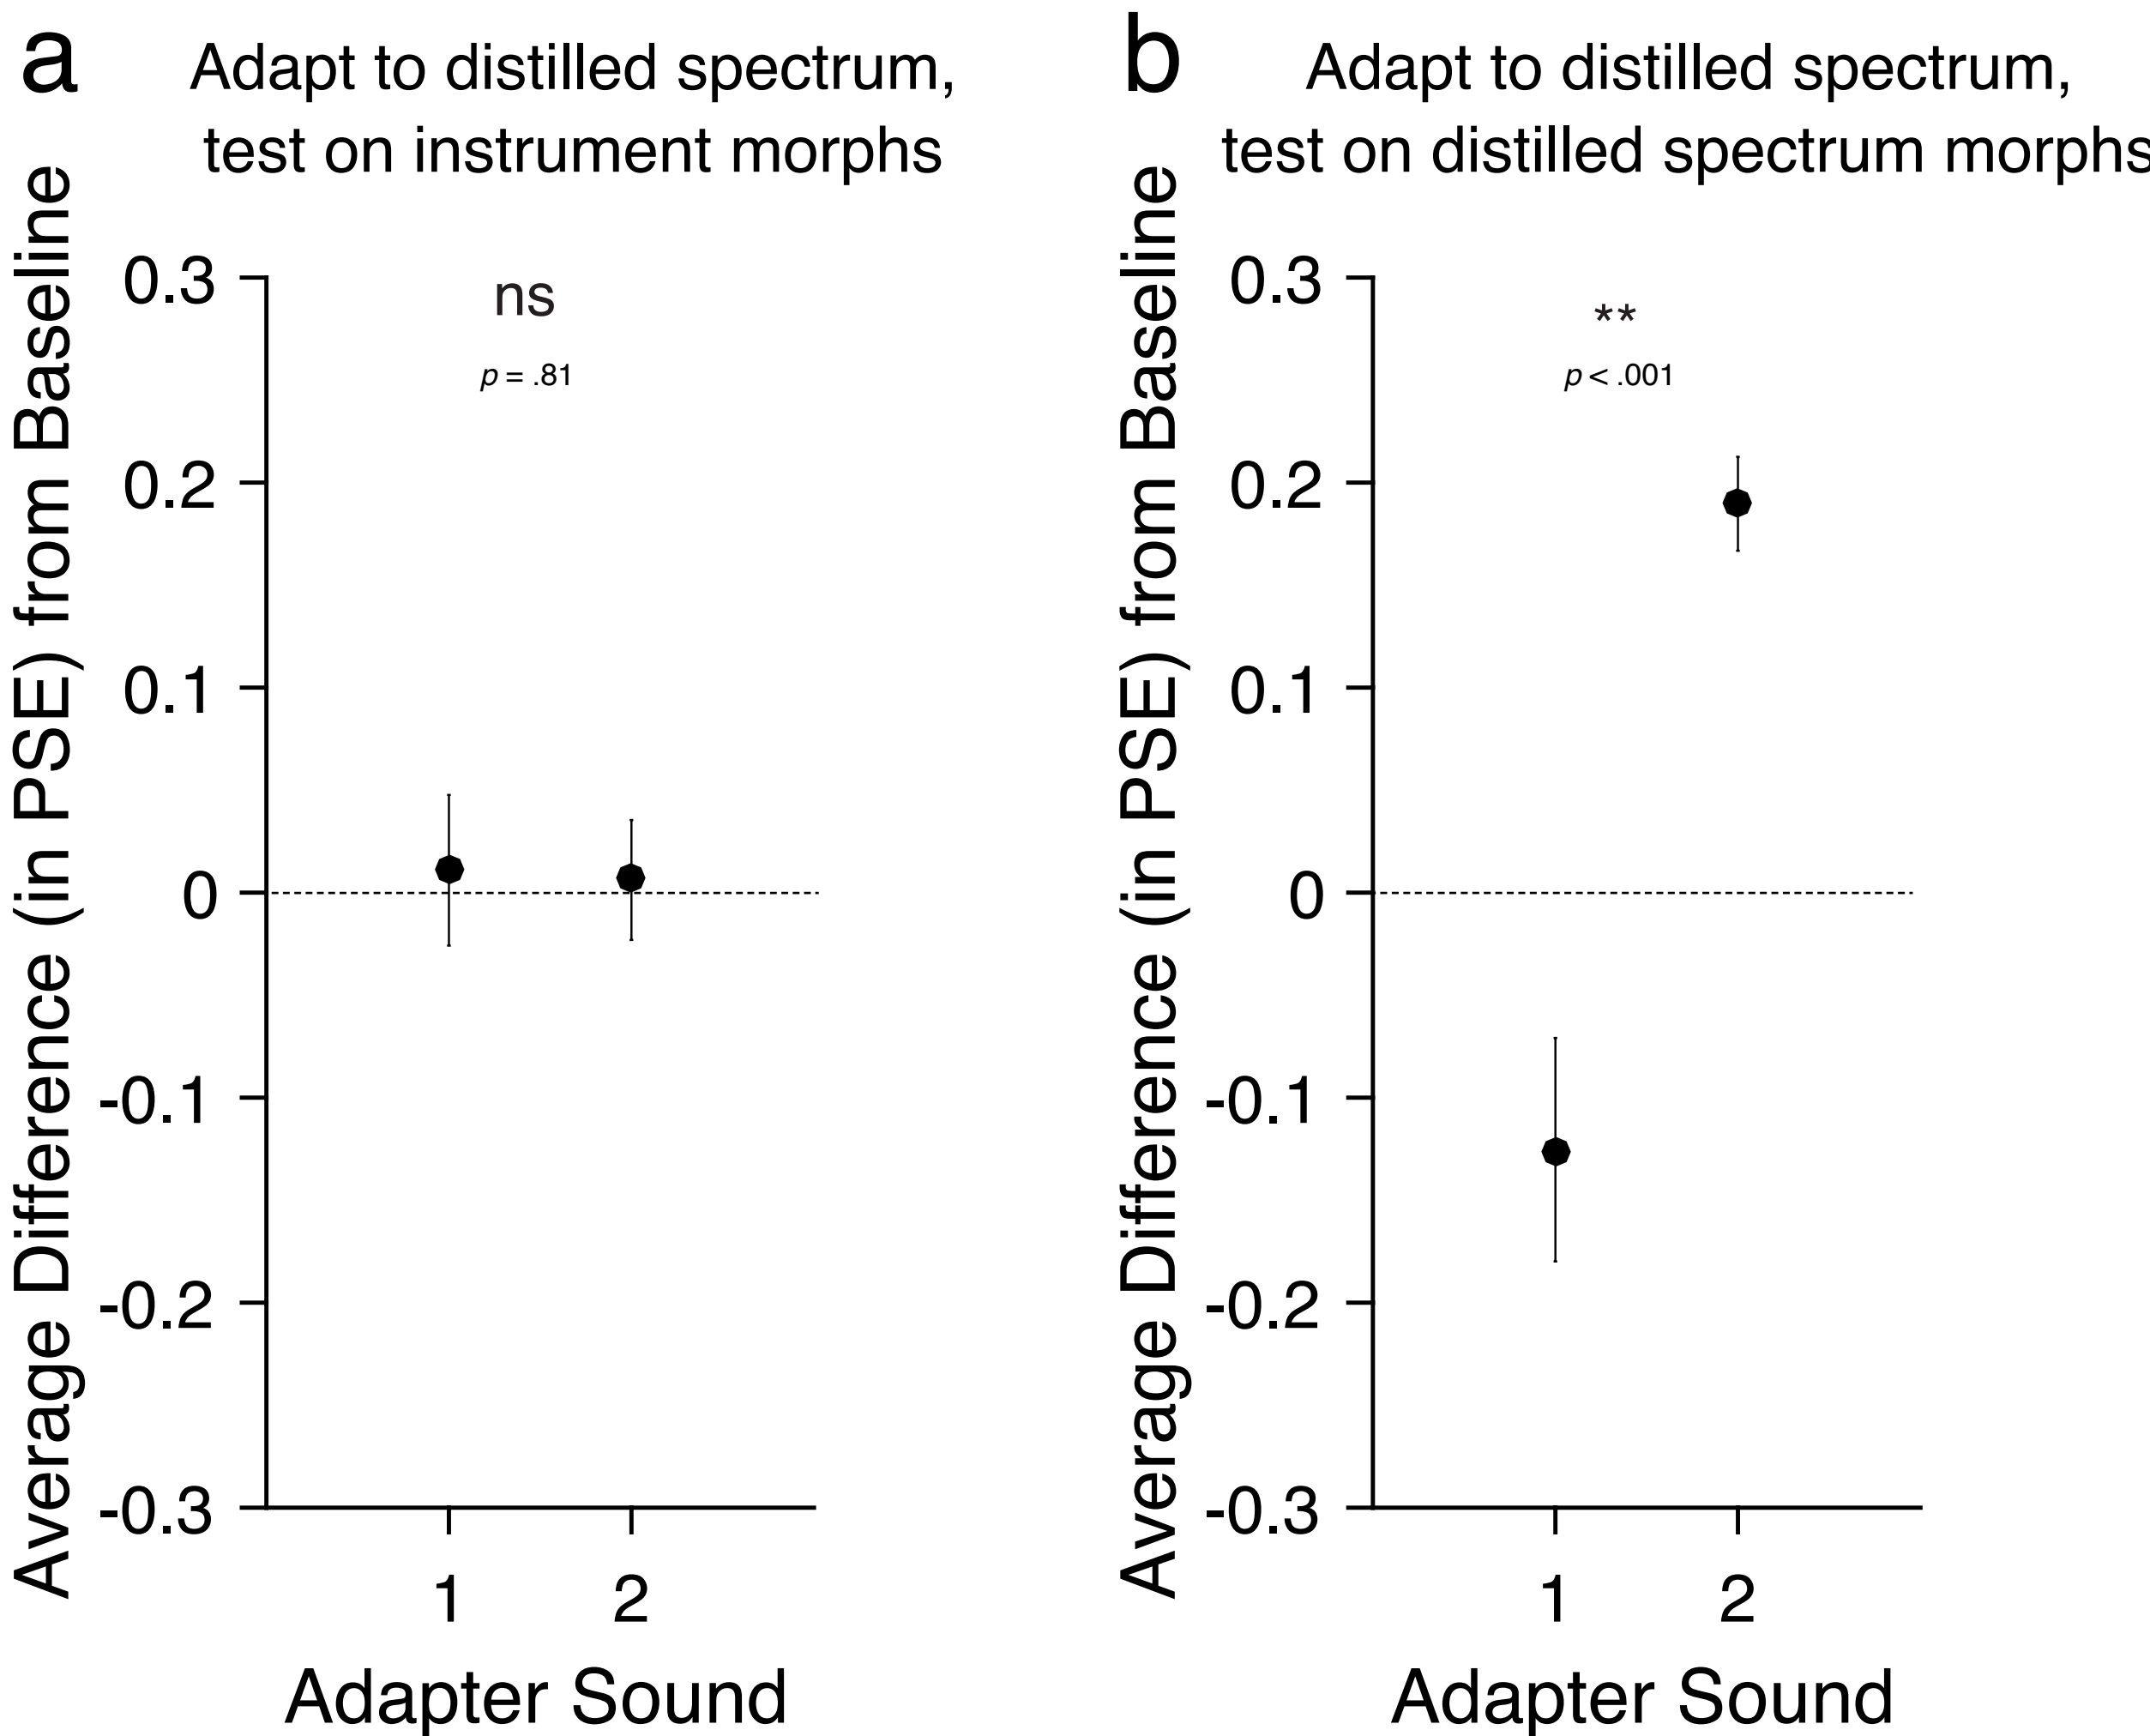 a
Adapt to distilled spectrum,
test on instrument morphs
Average Difference (in PSE) from Baseline
0.3
0.2
0.1
0
-0.1
-0.2
-0.3
ns
p = .81
1
2
Adapter Sound
b
Adapt to distilled spectrum,
test on distilled spectrum morphs
Average Difference (in PSE) from Baseline
0.3
0.2
0.1
0
-0.1
-0.2
-0.3
**
p < .001
1
2
Adapter Sound